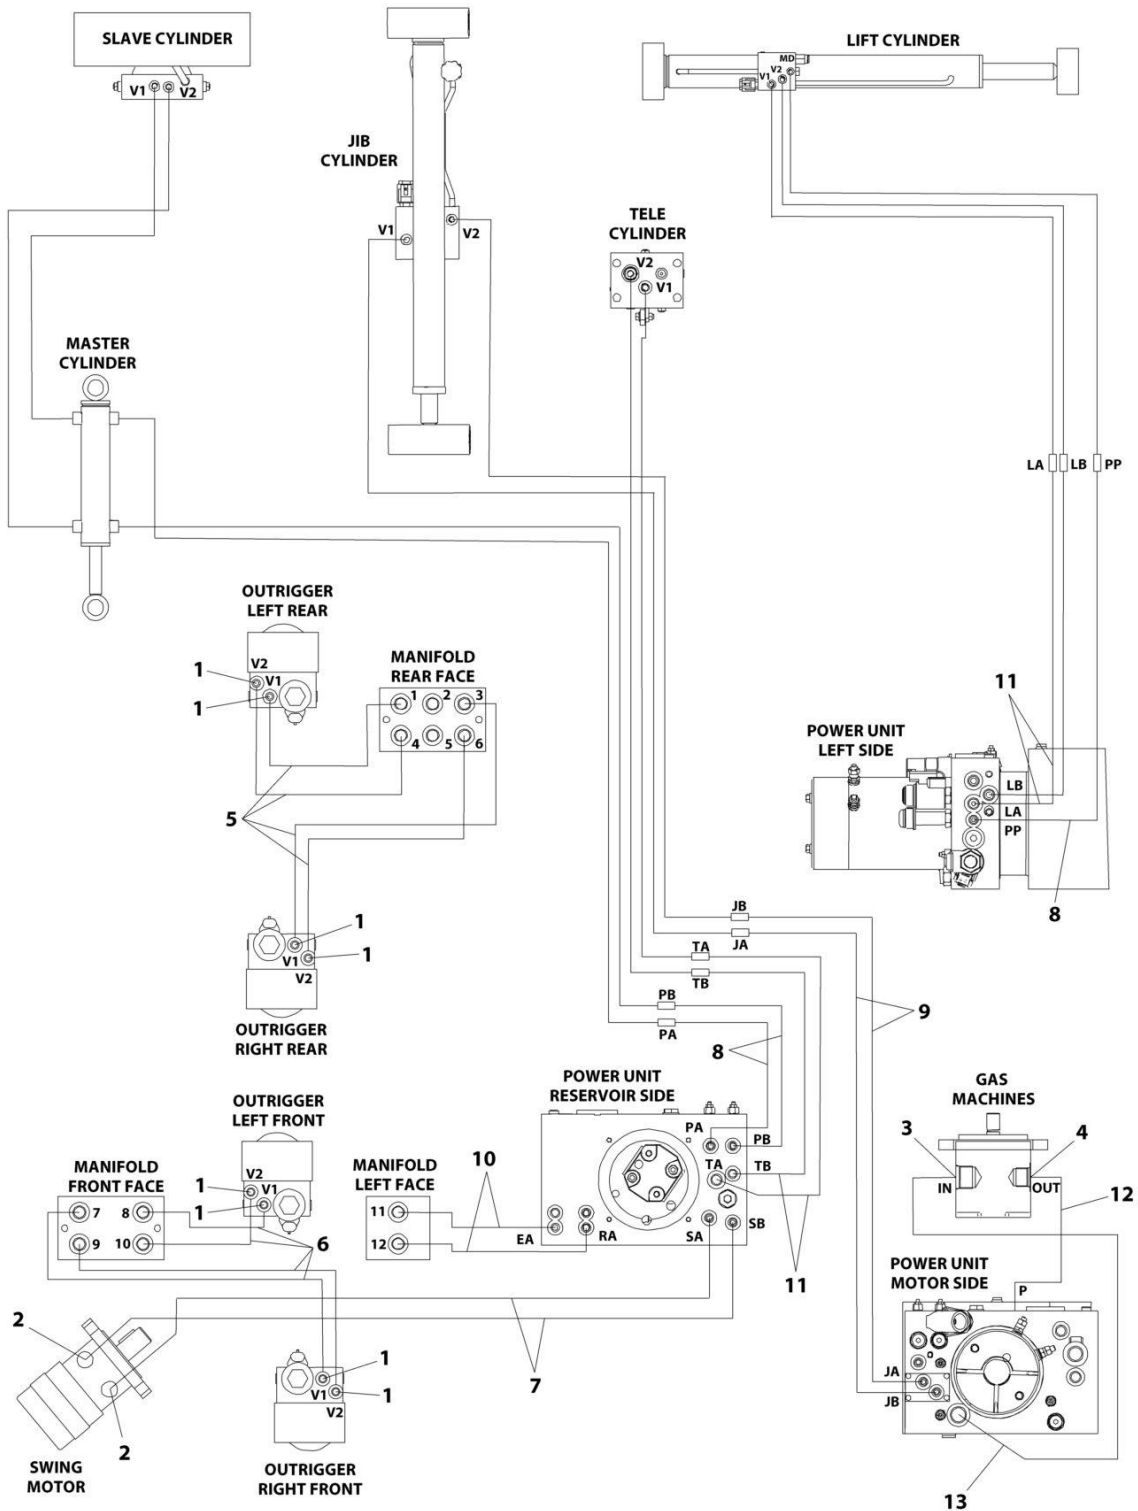 SLAVE CYLINDER
V1
V2
JIB
CYLINDER
V1
V2
LIFT CYLINDER
MD
V2
V1
TELE
CYLINDER
V2
V1
MASTER
CYLINDER
LA
LB
PP
OUTRIGGER
LEFT REAR
V2
V1
1
1
MANIFOLD
REAR FACE
1
2
3
4
5
6
5
11
POWER UNIT
LEFT SIDE
LB
LA
PP
8
1
1
V1
V2
OUTRIGGER
RIGHT REAR
JB
JA
TA
TB
PB
PA
9
8
POWER UNIT
RESERVOIR SIDE
PA
PB
TA
TB
EA
RA
SA
SB
GAS
MACHINES
3
4
IN
OUT
12
OUTRIGGER
LEFT FRONT
V2
V1
1
1
MANIFOLD
FRONT FACE
7
8
9
10
6
MANIFOLD
LEFT FACE
11
12
10
11
POWER UNIT
MOTOR SIDE
P
JA
JB
13
2
2
7
SWING
MOTOR
1
1
V1
V2
OUTRIGGER
RIGHT FRONT